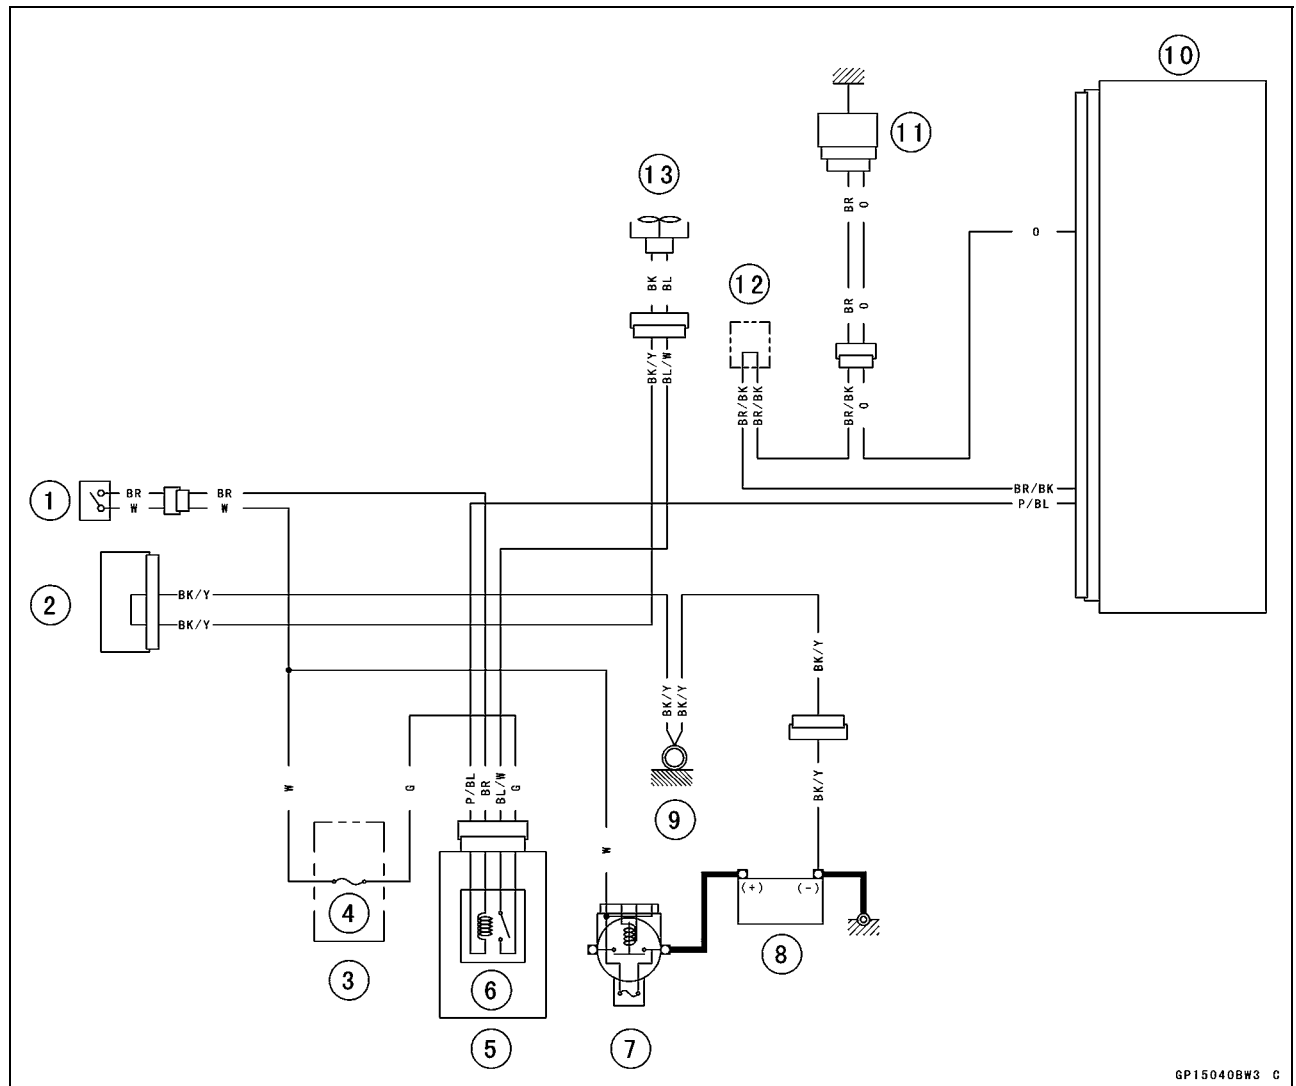 10
11
13
BR
O
O
12
BK
BL
BR
O
BK/Y
BL/W
BR/BK
BR/BK
BR/BK
O
1
BR
W
BR
W
BR/BK
P/BL
2
BK/Y
BK/Y
BK/Y
BK/Y
BK/Y
W
G
P/BL
BR
BL/W
G
BK/Y
9
W
(+)
(-)
4
8
3
6
5
7
GP15040BW3 C